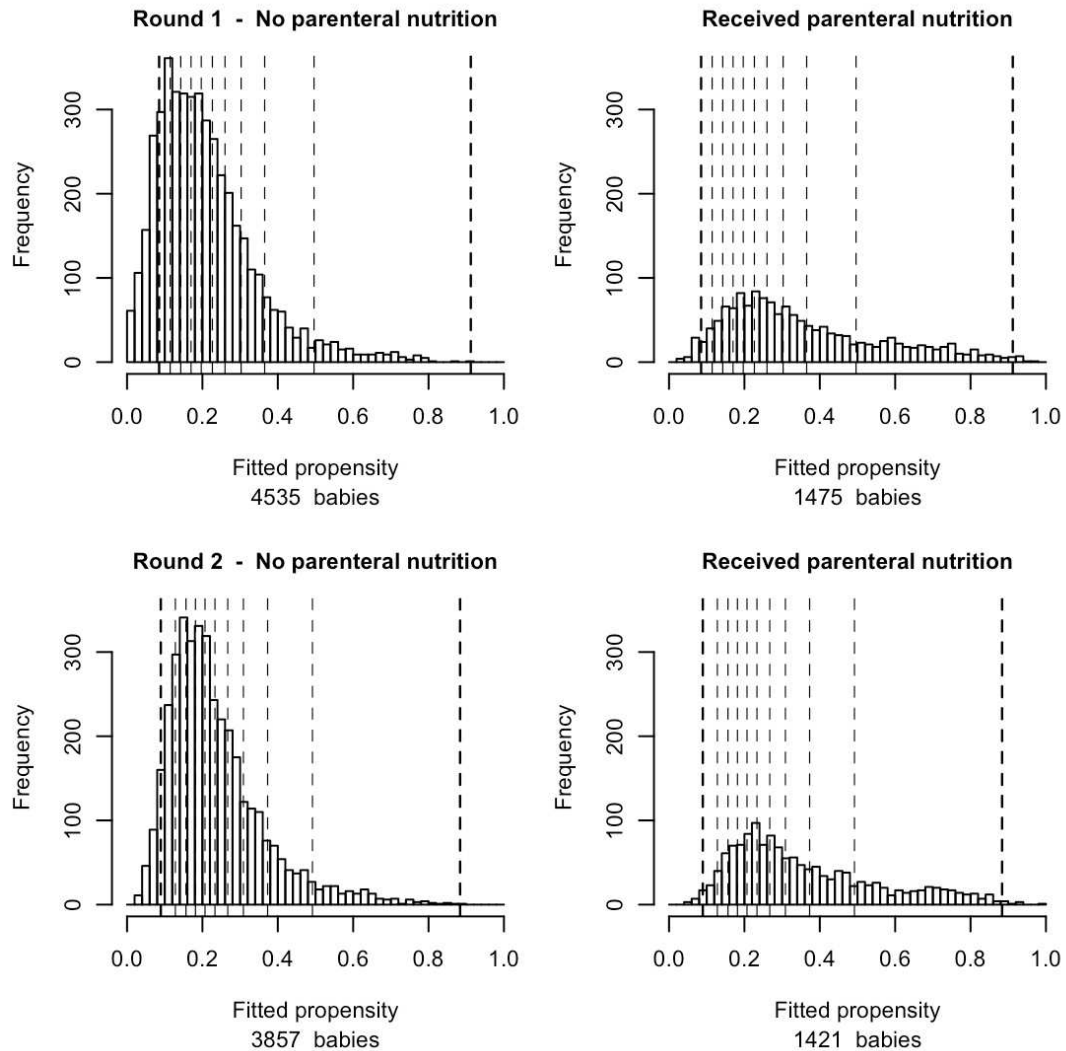 Round 1 - No parenteral nutrition
Frequency
0 100 200 300
0.0 0.2 0.4 0.6 0.8 1.0
Fitted propensity
4535 babies
Received parenteral nutrition
Frequency
0 100 200 300
0.0 0.2 0.4 0.6 0.8 1.0
Fitted propensity
1475 babies
Round 2 - No parenteral nutrition
Frequency
0 100 200 300
0.0 0.2 0.4 0.6 0.8 1.0
Fitted propensity
3857 babies
Received parenteral nutrition
Frequency
0 100 200 300
0.0 0.2 0.4 0.6 0.8 1.0
Fitted propensity
1421 babies